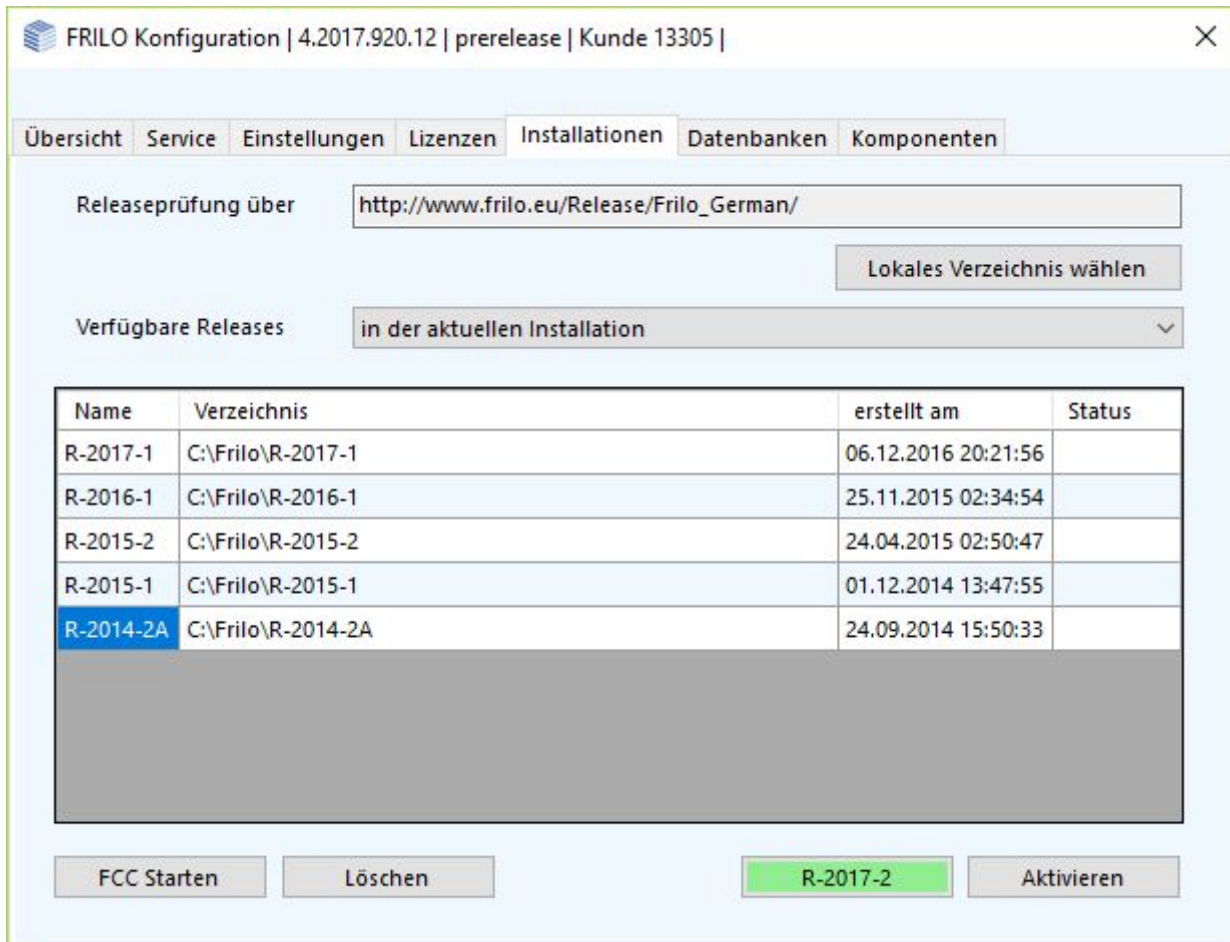 FRILO Konfiguration | 4.2017.920.12 | prerelease | Kunde 13305 |
Übersicht Service Einstellungen Lizenzen Installationen Datenbanken Komponenten
Releaseprüfung über http://www.frilo.eu/Release/Frilo_German/
Lokales Verzeichnis wählen
Verfügbare Releases in der aktuellen Installation
Name Verzeichnis erstellt am Status
R-2017-1 C:\Frilo\R-2017-1 06.12.2016 20:21:56
R-2016-1 C:\Frilo\R-2016-1 25.11.2015 02:34:54
R-2015-2 C:\Frilo\R-2015-2 24.04.2015 02:50:47
R-2015-1 C:\Frilo\R-2015-1 01.12.2014 13:47:55
R-2014-2A C:\Frilo\R-2014-2A 24.09.2014 15:50:33
FCC Starten Löschen R-2017-2 Aktivieren